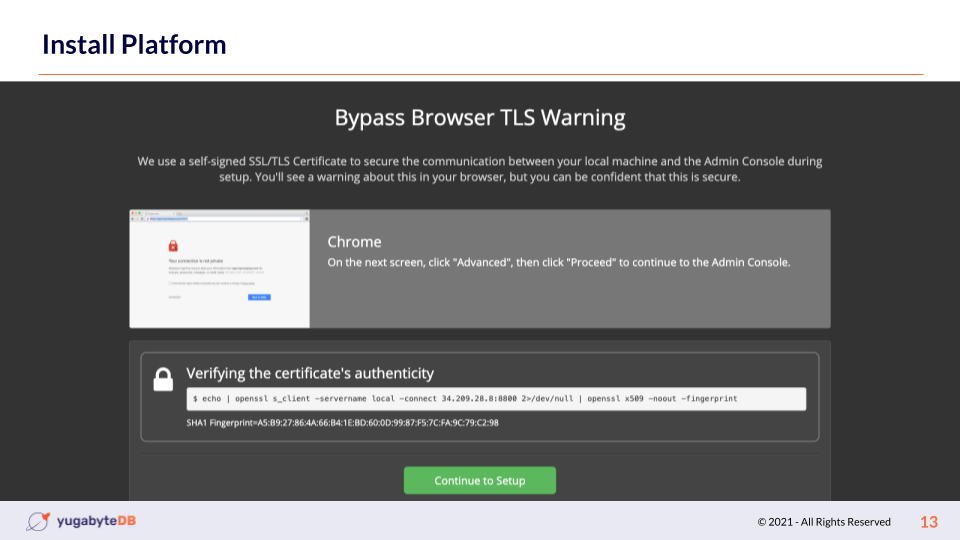 Install Platform
Bypass Browser TLS Warning
We use a self-signed SSL/TLS Certificate to secure the communication between your local machine and the Admin Console during
setup. You'll see a warning about this in your browser, but you can be confident that this is secure.
Your connection is not private
Chrome
On the next screen, click "Advanced", then click "Proceed" to continue to the Admin Console.
Verifying the certificate's authenticity
$ echo | openssl s_client -servername local -connect 34.209.28.8:8800 2>/dev/null | openssl x509 -noout -fingerprint
SHA1 Fingerprint=A5:B9:27:86:4A:66:B4:1E:BD:60:0D:99:87:F5:7C:FA:9C:79:C2:98
Continue to Setup
yugabyteDB
© 2021 - All Rights Reserved
13